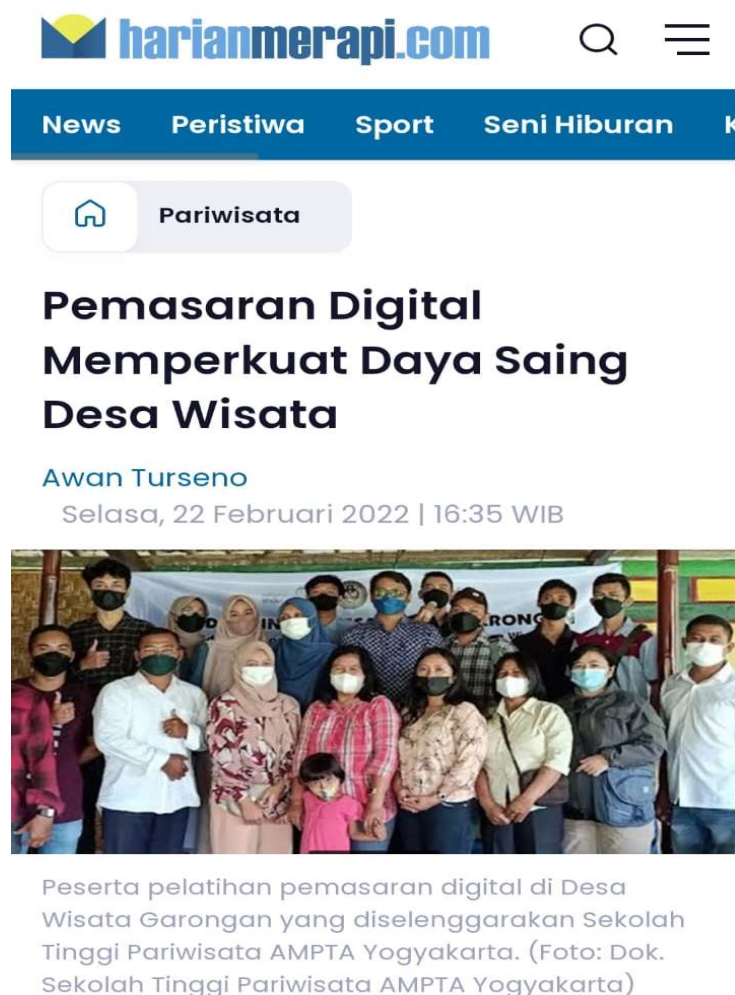 harianmerapi.com
News Peristiwa Sport Seni Hiburan K
Pariwisata
Pemasaran Digital
Memperkuat Daya Saing
Desa Wisata
Awan Turseno
Selasa, 22 Februari 2022 | 16:35 WIB
Peserta pelatihan pemasaran digital di Desa
Wisata Garongan yang diselenggarakan Sekolah
Tinggi Pariwisata AMPTA Yogyakarta. (Foto: Dok.
Sekolah Tinggi Pariwisata AMPTA Yogyakarta)